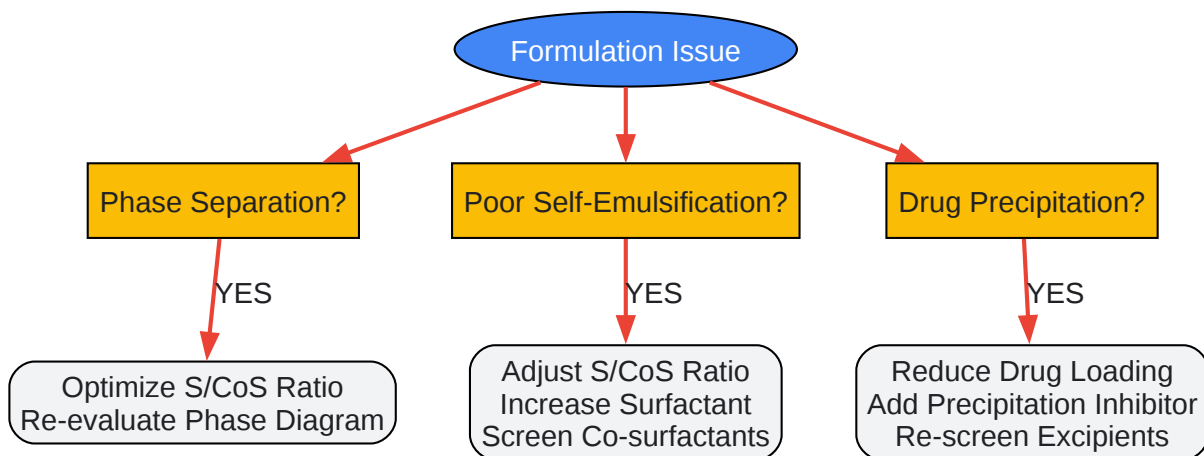 Formulation Issue
Phase Separation?
Poor Self-Emulsification?
Drug Precipitation?
YES
YES
YES
Optimize S/CoS Ratio
Re-evaluate Phase Diagram
Adjust S/CoS Ratio
Increase Surfactant
Screen Co-surfactants
Reduce Drug Loading
Add Precipitation Inhibitor
Re-screen Excipients